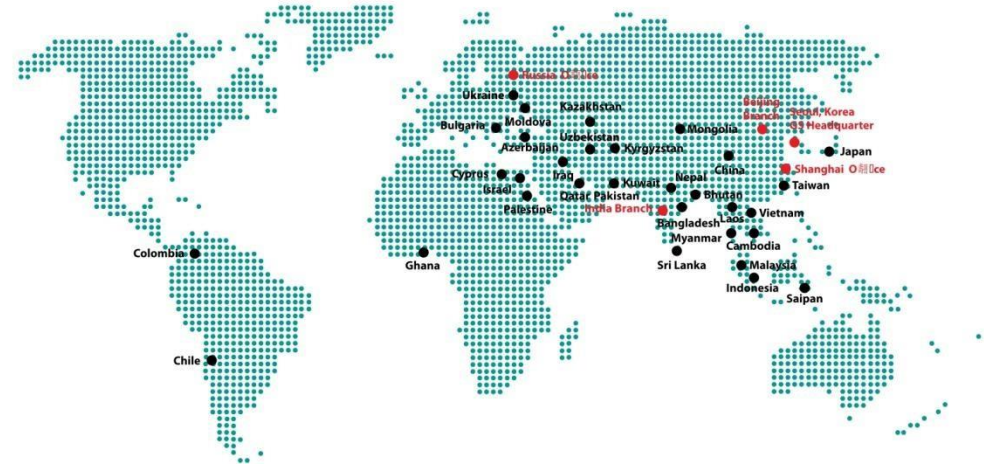 Russia Office
Ukraine
Kazakhstan
Beijing
Branch
Seoul, Korea
GS Headquarter
Moldova
Bulgaria
Mongolia
Uzbekistan
Azerbaijan
Kyrgyzstan
Japan
China
Iraq
Shanghai Office
Cyprus
Nepal
Kuwait
Israel
Taiwan
Qatar Pakistan
Bhutan
Palestine
India Branch
Laos
Vietnam
Bangladesh
Myanmar
Cambodia
Colombia
Ghana
Sri Lanka
Malaysia
Indonesia
Saipan
Chile